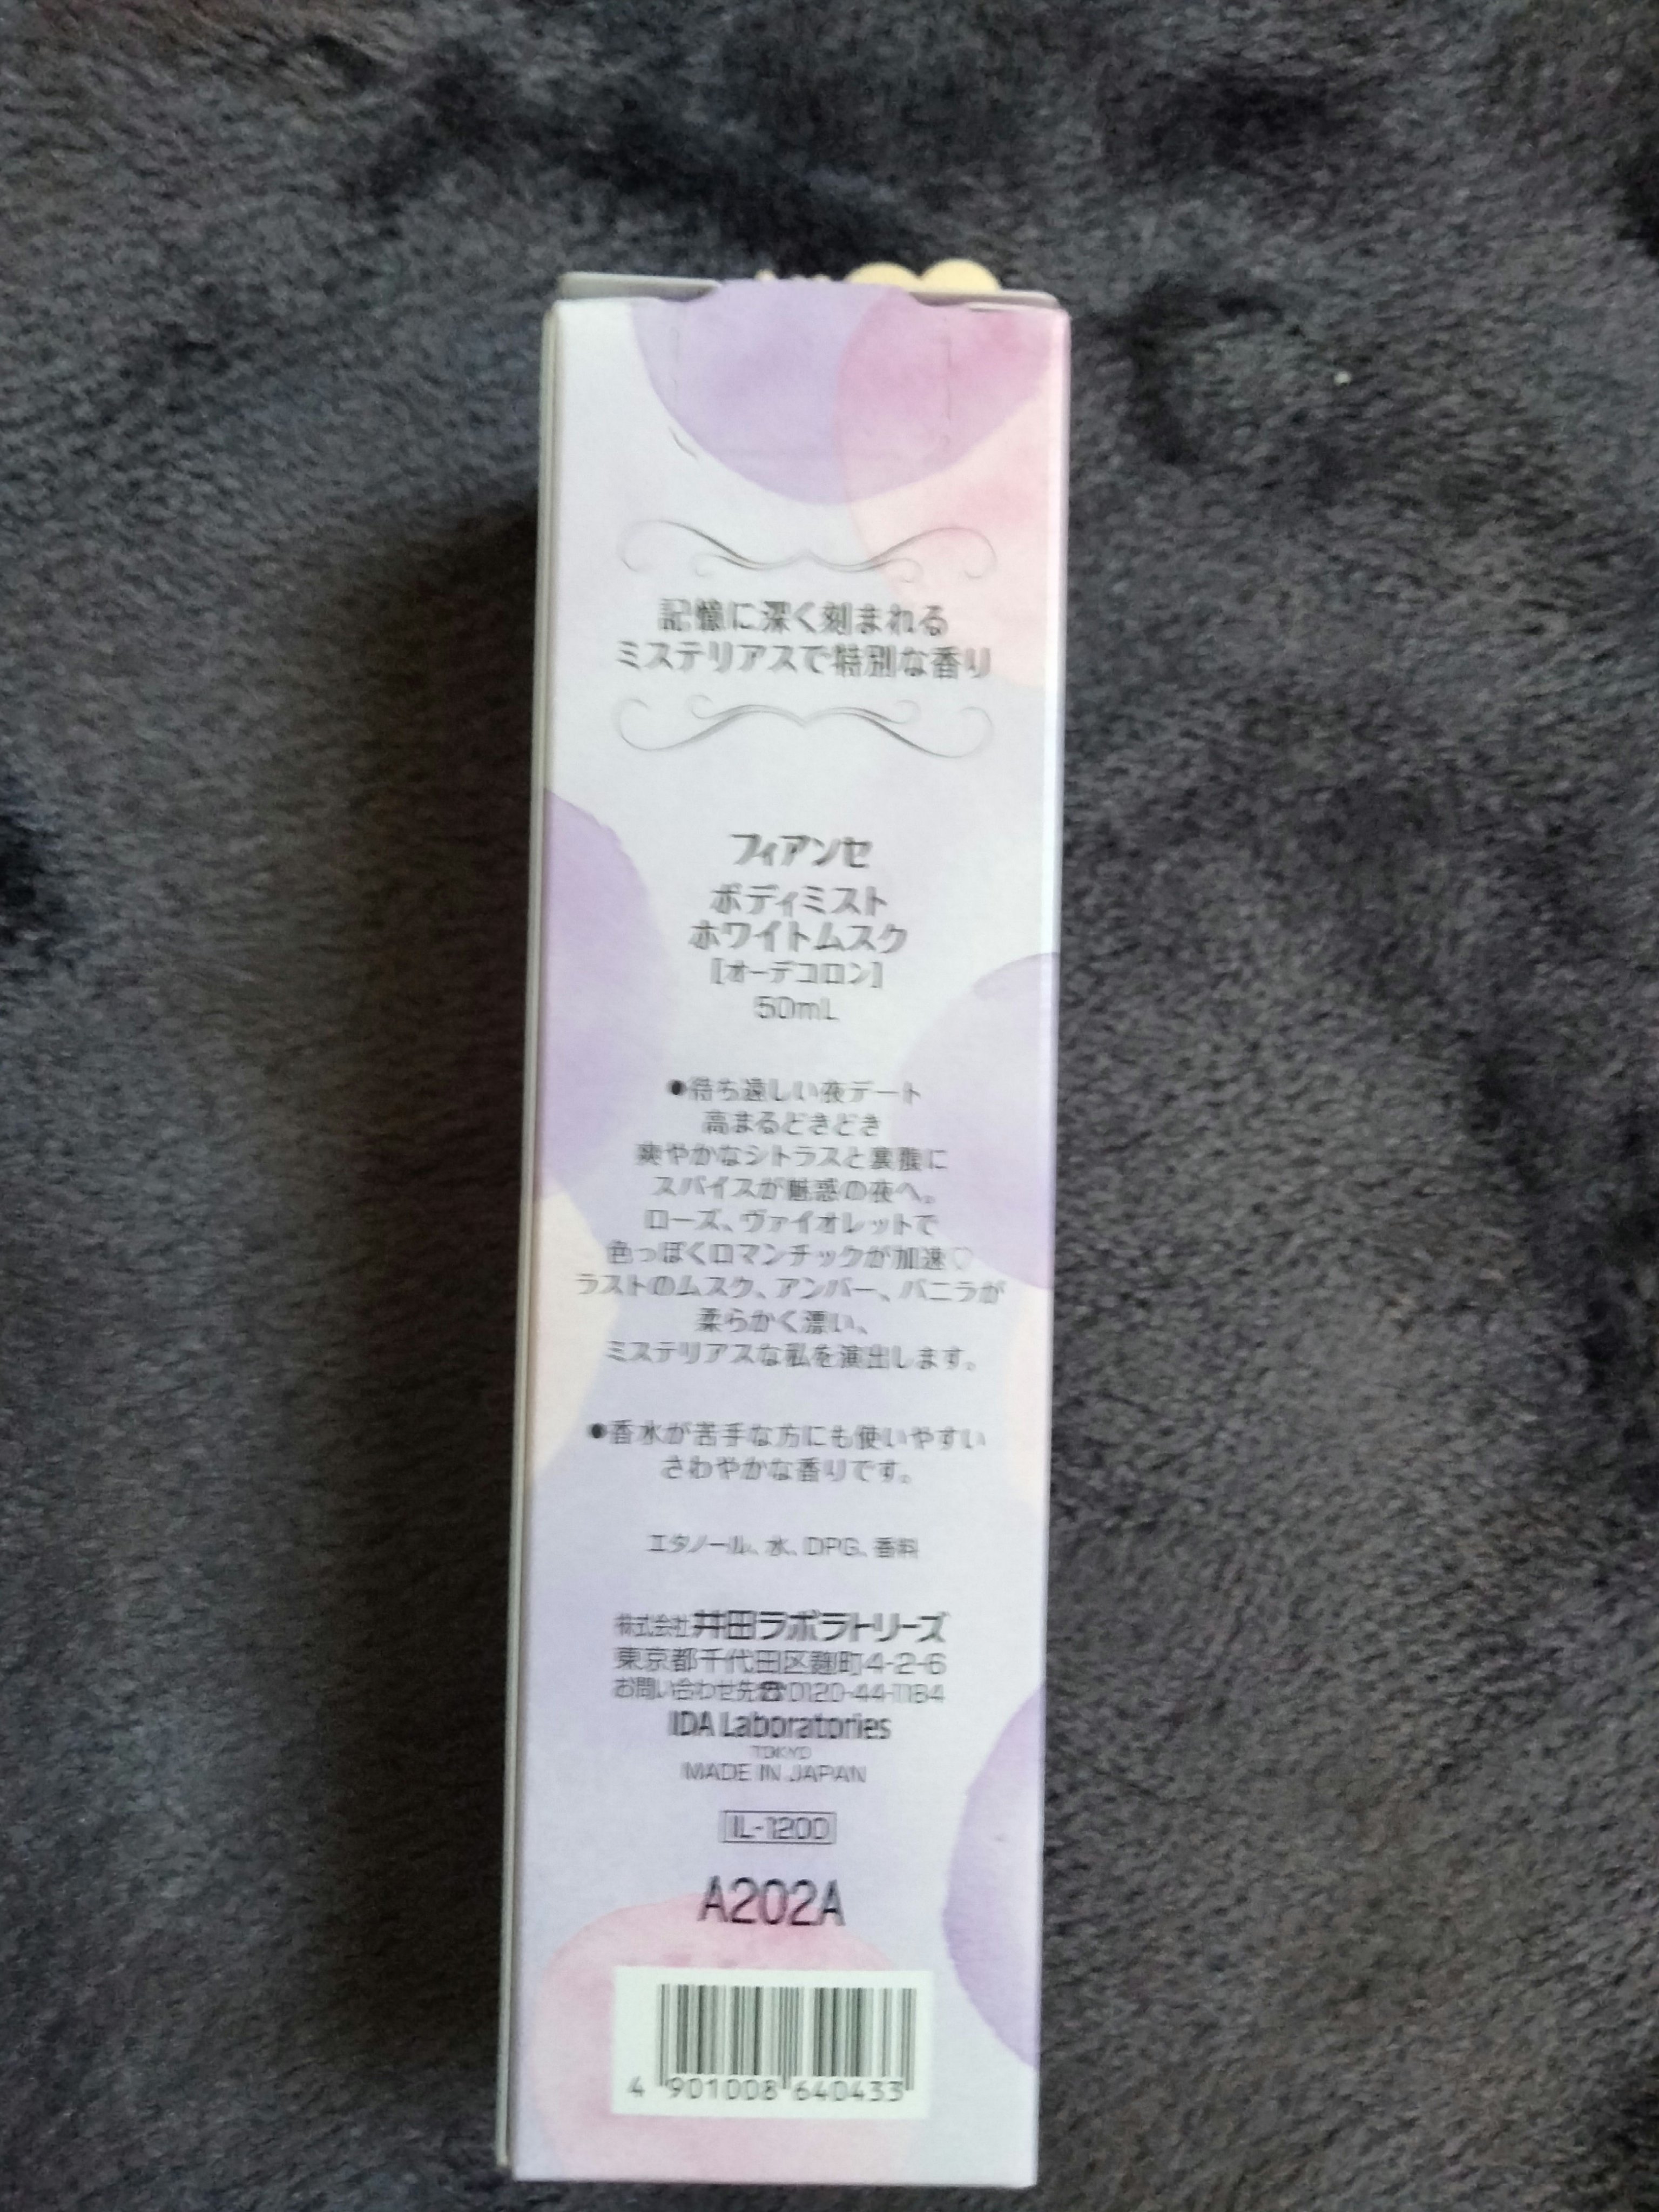 記憶に深く刻まれる
ミステリアスで特別な香り
フィアンセ
ボディミスト
ホワイトムスク
[オーデコロン]
50mL
●待ち遠しい夜デート
高まるどきどき
爽やかなシトラスと裏腹に
スパイスが魅惑の夜へ。
ローズ、ヴァイオレットで
色っぽくロマンチックが加速♡
ラストのムスク、アンバー、バニラが
柔らかく漂い、
ミステリアスな私を演出します。
●香水が苦手な方にも使いやすい
さわやかな香りです。
エタノール、水、DPG、香料
株式会社井田ラボラトリーズ
東京都千代田区麹町4-2-6
お問い合わせ先☎0120-44-1184
IDA Laboratories
TOKYO
MADE IN JAPAN
IL-1200
A202A
4 901008 640433